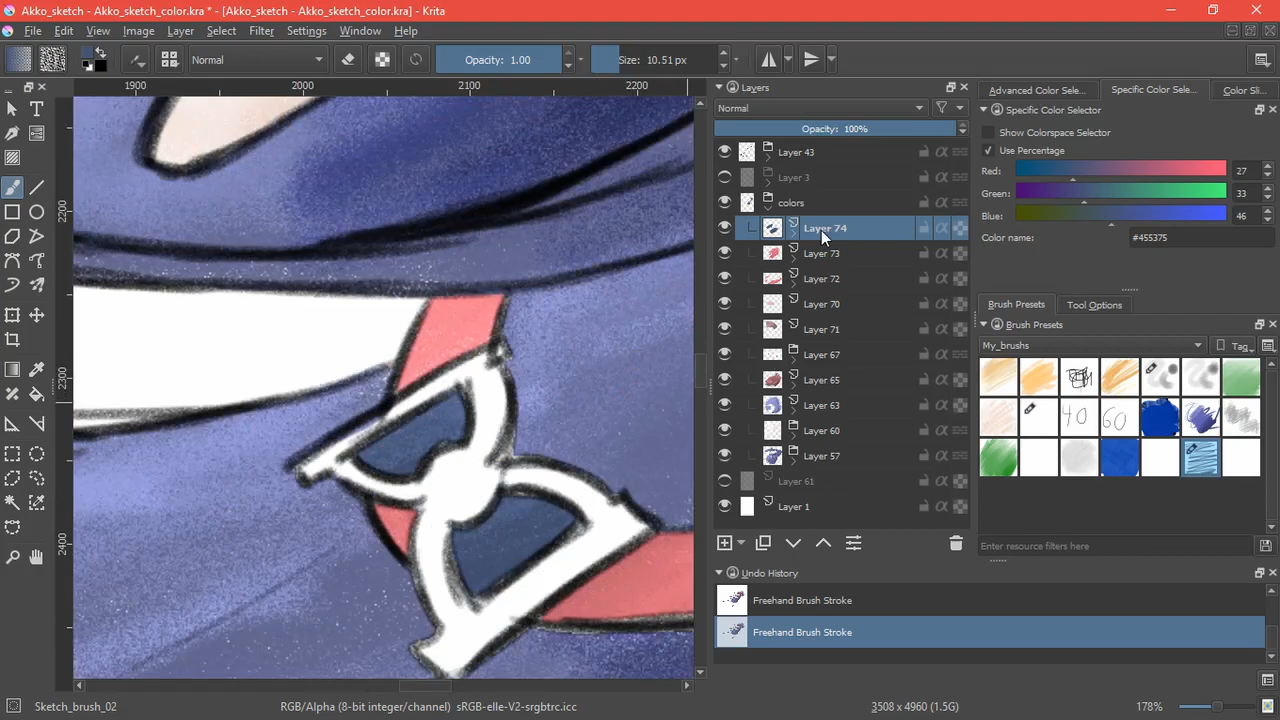 Akko_sketch - Akko_sketch_color.kra * - [Akko_sketch - Akko_sketch_color.kra] - Krita
File Edit View Image Layer Select Filter Settings Window Help
Normal Opacity: 1.00 Size: 10.51 px
1900 2000 2100 2200
2200
2300
2400
Layers
Normal
Opacity: 100%
Layer 43
Layer 3
colors
Layer 74
Layer 73
Layer 72
Layer 70
Layer 71
Layer 67
Layer 65
Layer 63
Layer 60
Layer 57
Layer 61
Layer 1
Undo History
Freehand Brush Stroke
Freehand Brush Stroke
Advanced Color Sele... Specific Color Sele... Color Sli...
Specific Color Selector
Show Colorspace Selector
Use Percentage
Red: 27
Green: 33
Blue: 46
Color name: #455375
Brush Presets Tool Options
Brush Presets
My_brushes Tag
40 60
Enter resource filters here
Sketch_brush_02 RGB/Alpha (8-bit integer/channel) sRGB-elle-V2-srgbtrc.icc 3508 x 4960 (1.5G) 178%